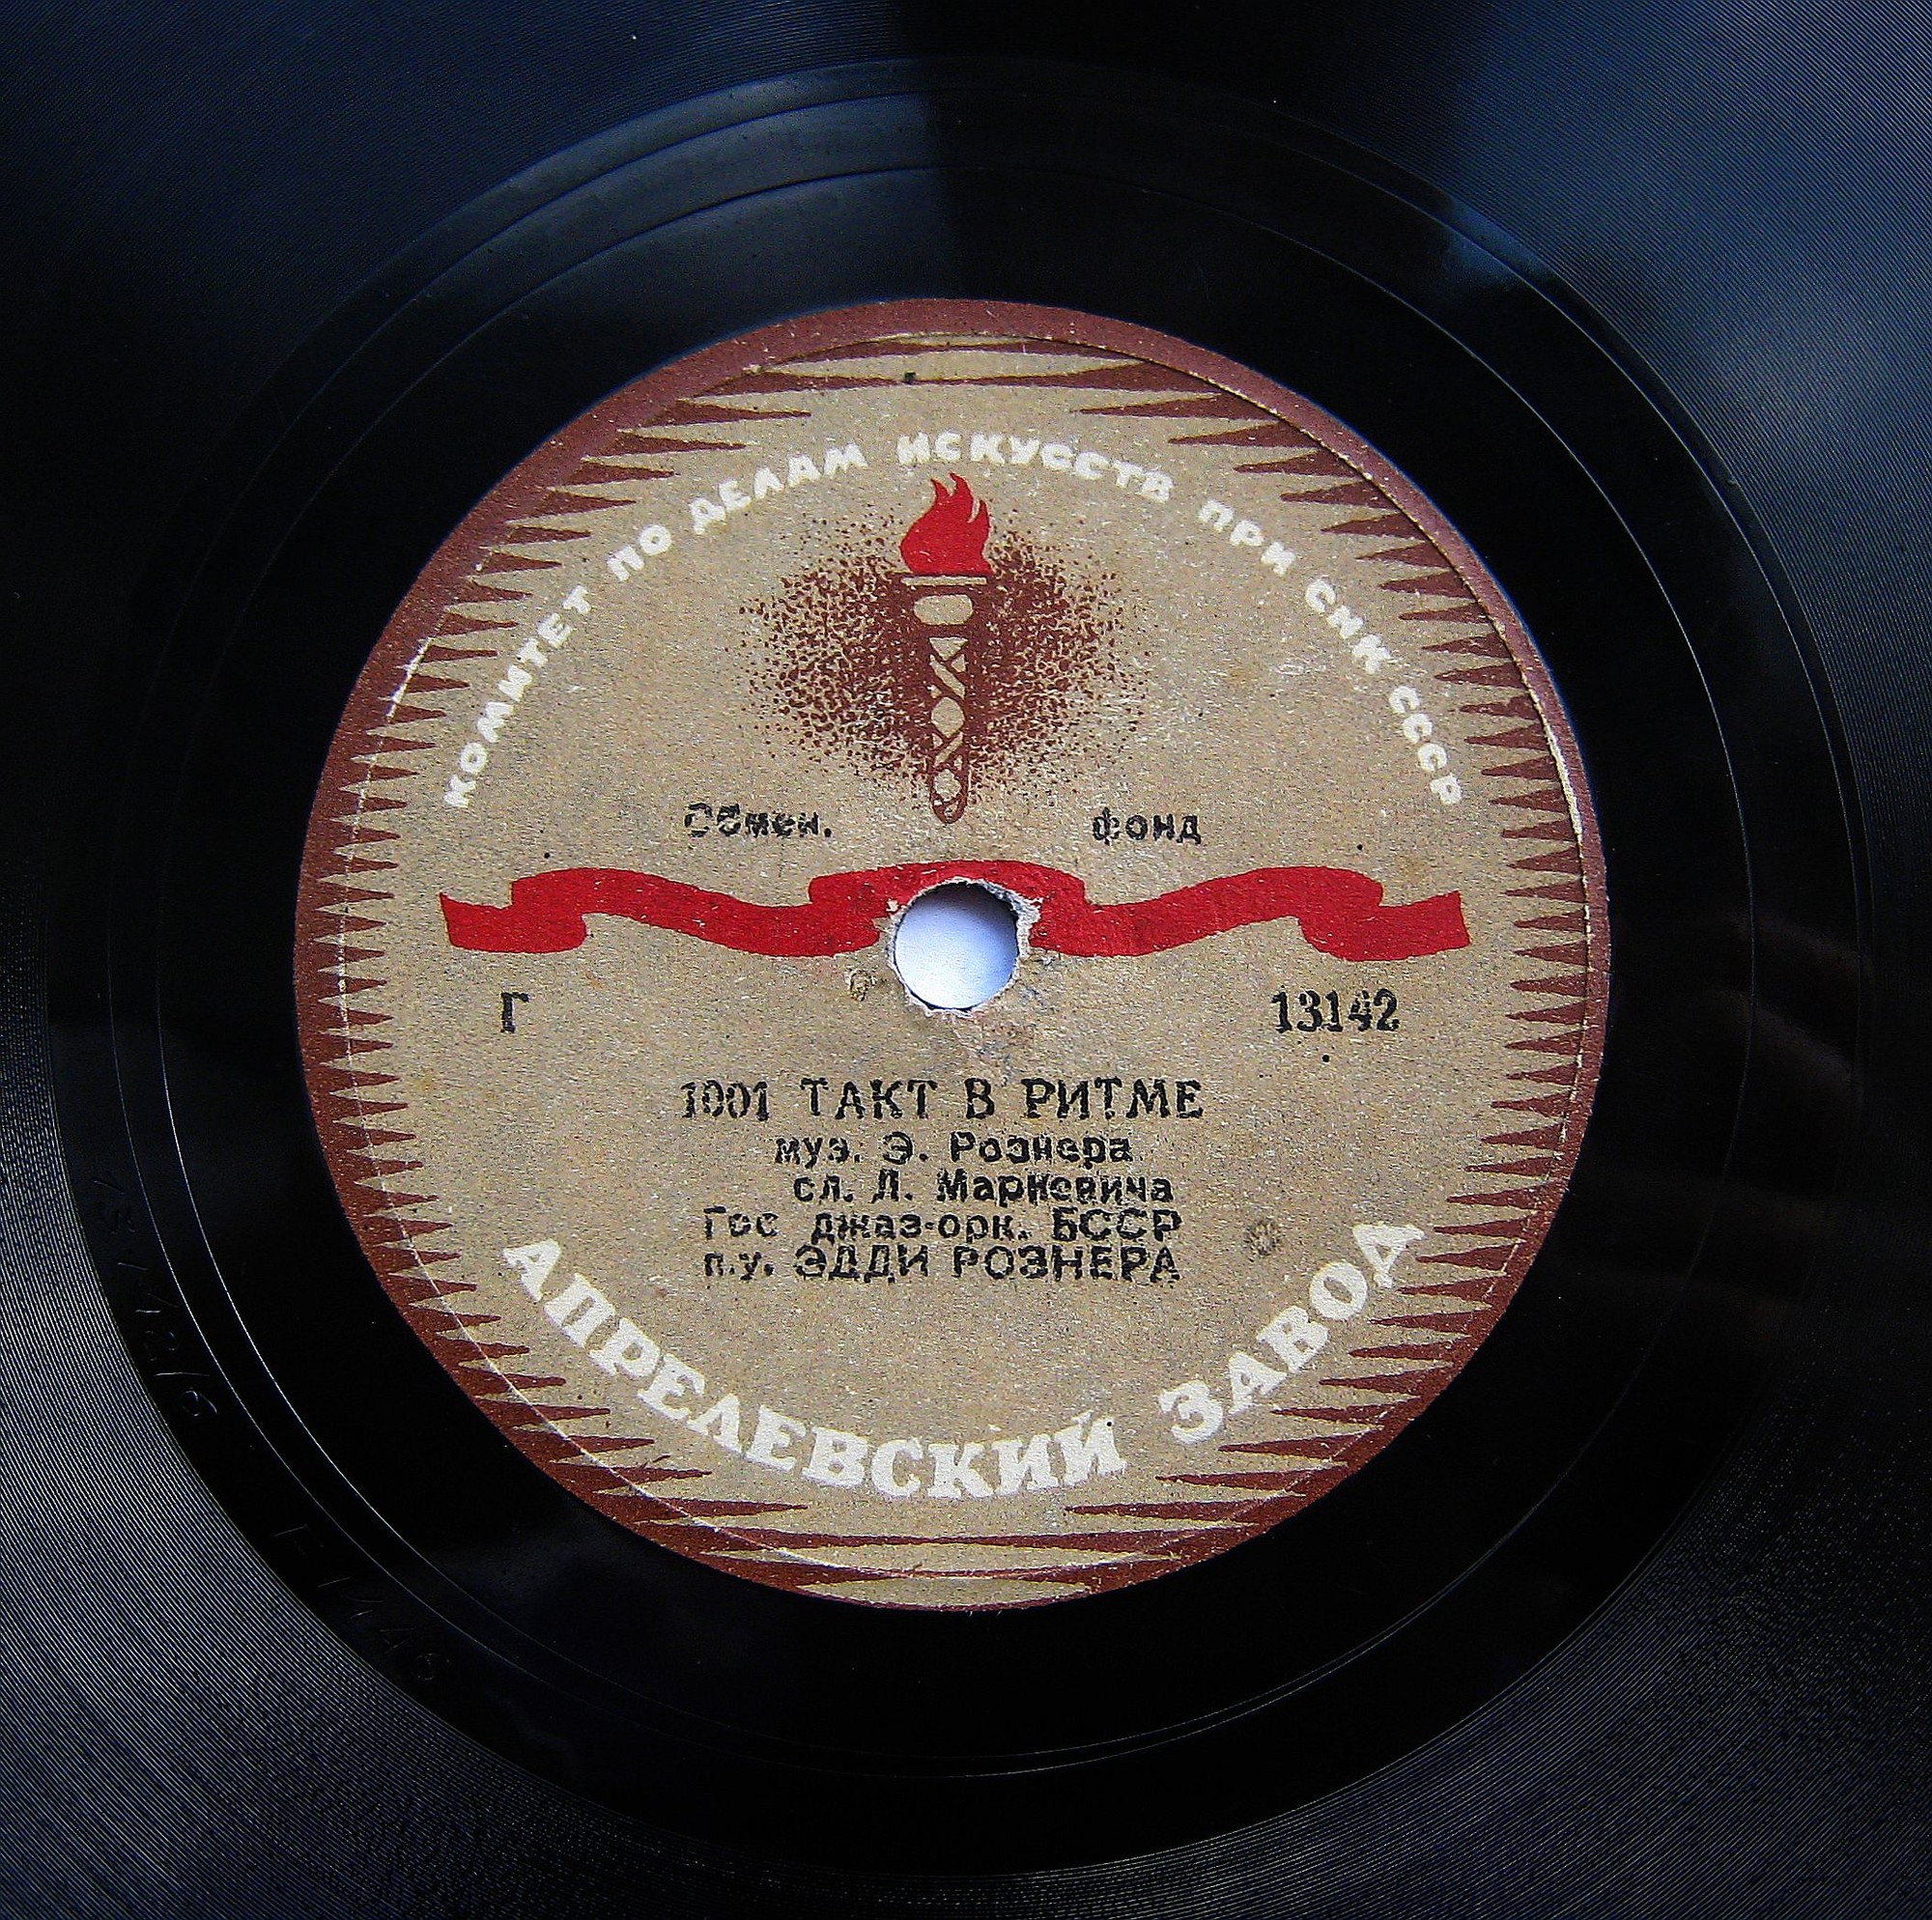 КОМИТЕТ ПО ДЕЛАМ ИСКУССТВ ПРИ СНК СССР
Обмен. фонд
Г 13142
1001 ТАКТ В РИТМЕ
муз. Э. Рознера
сл. Л. Маркевича
Гос джаз-орк. БССР
п.у. ЭДДИ РОЗНЕРА
АПРЕЛЕВСКИЙ ЗАВОД